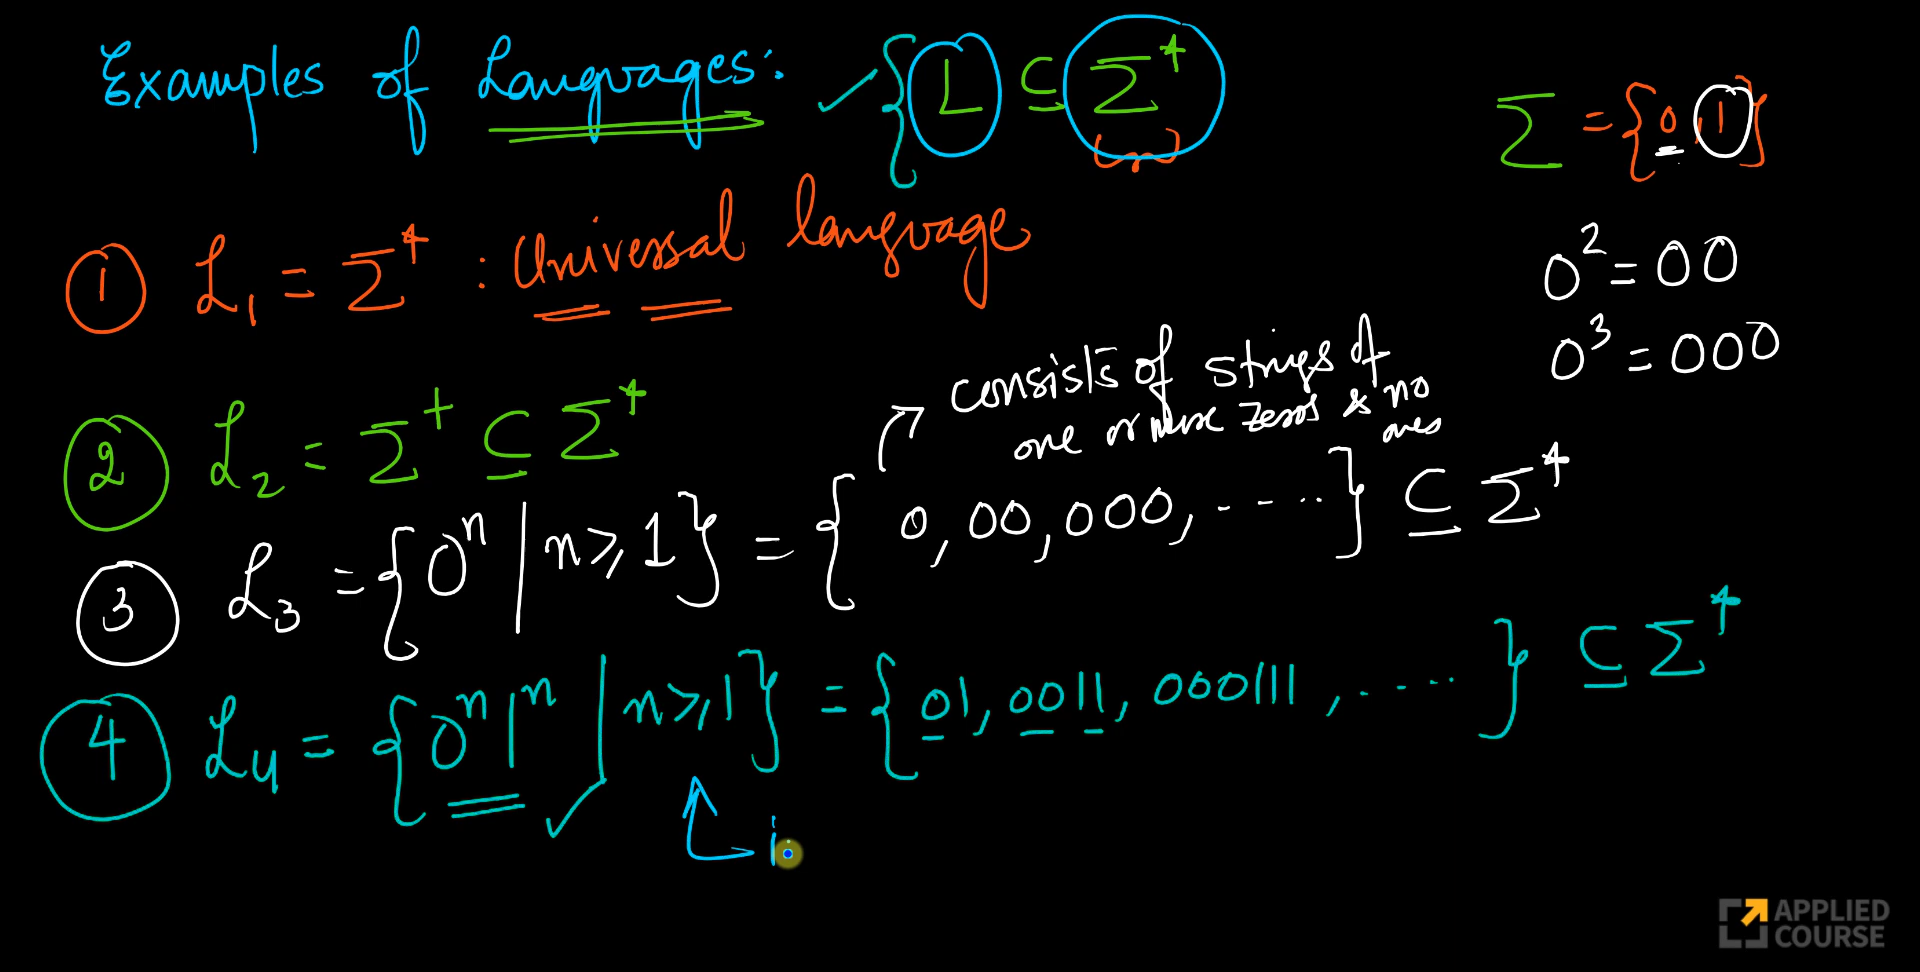 Examples of Languages: ✓ { L ⊆ Σ*
Σ = {0,1}
① L₁ = Σ* : Universal language
0² = 00
0³ = 000
② L₂ = Σ⁺ ⊆ Σ*
consists of strings of
one or more zeros & no
ones
③ L₃ = {0ⁿ | n ≥ 1} = {0, 00, 000, ....} ⊆ Σ*
④ L₄ = {0ⁿ1ⁿ | n ≥ 1} = {01, 0011, 000111, ....} ⊆ Σ*
i
APPLIED
COURSE